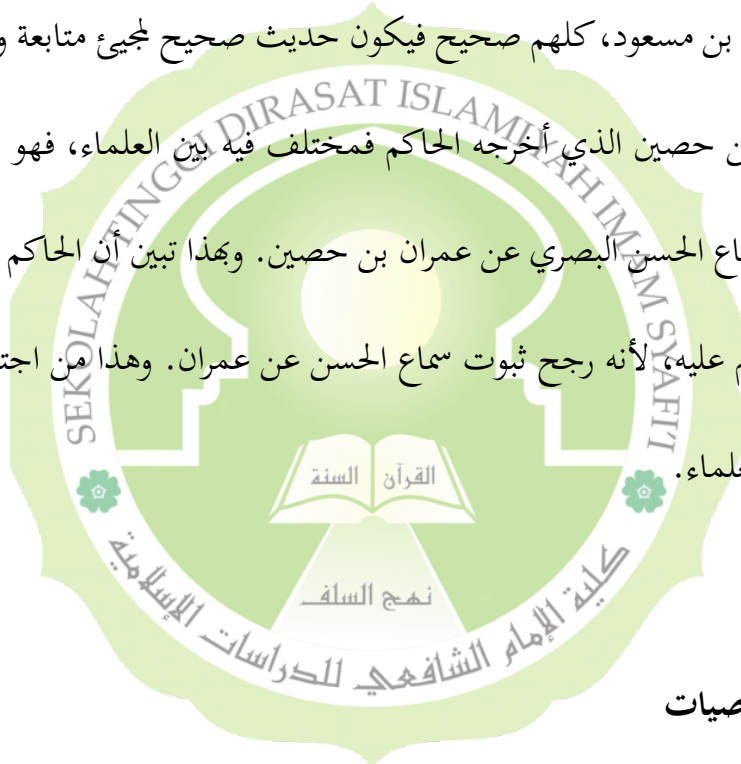 بن مسعود، كلهم صحيح فيكون حديث صحيح لمجيئ متابعة و
ن حصين الذي أخرجه الحاكم فمختلف فيه بين العلماء، فهو
اع الحسن البصري عن عمران بن حصين. وبهذا تبين أن الحاكم
م عليه، لأنه رجح ثبوت سماع الحسن عن عمران. وهذا من اجت
علماء.
صيات
SEKOLAH TINGGI DIRASAT ISLAMIYAH IMAM SYAFI'I
القرآن السنة
نهج السلف
كلية الإمام الشافعي للدراسات الإسلامية